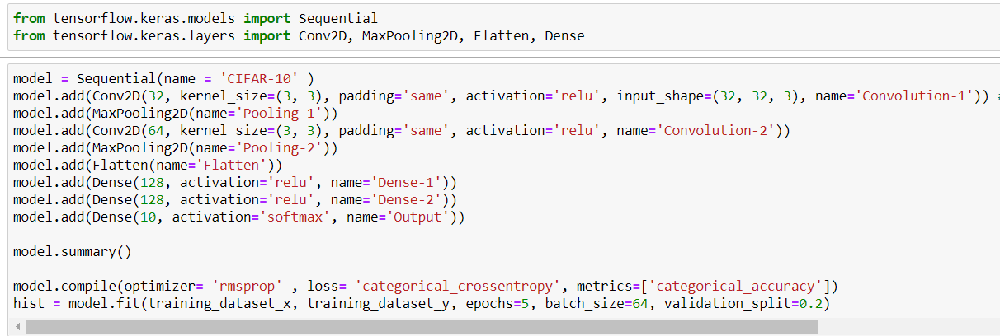 from tensorflow.keras.models import Sequential
from tensorflow.keras.layers import Conv2D, MaxPooling2D, Flatten, Dense
model = Sequential(name = 'CIFAR-10' )
model.add(Conv2D(32, kernel_size=(3, 3), padding='same', activation='relu', input_shape=(32, 32, 3), name='Convolution-1')) #
model.add(MaxPooling2D(name='Pooling-1'))
model.add(Conv2D(64, kernel_size=(3, 3), padding='same', activation='relu', name='Convolution-2'))
model.add(MaxPooling2D(name='Pooling-2'))
model.add(Flatten(name='Flatten'))
model.add(Dense(128, activation='relu', name='Dense-1'))
model.add(Dense(128, activation='relu', name='Dense-2'))
model.add(Dense(10, activation='softmax', name='Output'))
model.summary()
model.compile(optimizer= 'rmsprop' , loss= 'categorical_crossentropy', metrics=['categorical_accuracy'])
hist = model.fit(training_dataset_x, training_dataset_y, epochs=5, batch_size=64, validation_split=0.2)